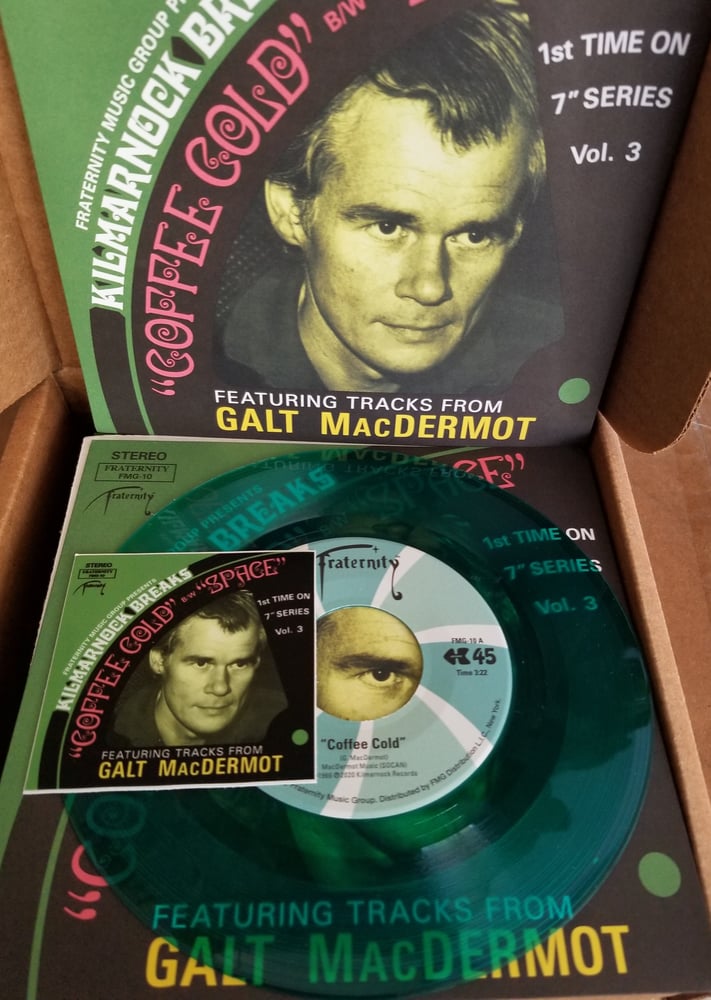 FRATERNITY MUSIC GROUP
KILMARNOCK
"COFFEE COLD" B/W
1st TIME ON
7" SERIES
Vol. 3
FEATURING TRACKS FROM
GALT MACDERMOT
STEREO
FRATERNITY
FMG-10
Fraternity
GROUP PRESENTS
BREAKS
1st TIME ON
7" SERIES
Vol. 3
STEREO
FRATERNITY
FMG-10
Fraternity
FRATERNITY MUSIC GROUP PRESENTS
KILMARNOCK BREAKS
"COFFEE COLD" B/W "SPACE"
1st TIME ON
7" SERIES
Vol. 3
FEATURING TRACKS FROM
GALT MACDERMOT
Fraternity
FMG-10 A
45
Time 3:22
"Coffee Cold"
(G. MacDermot)
MacDermot Music (SOCAN)
2020 Kilmarnock Records
Fraternity Music Group. Distributed by FMG Distribution L.I.C. New York
FEATURING TRACKS FROM
GALT MACDERMOT